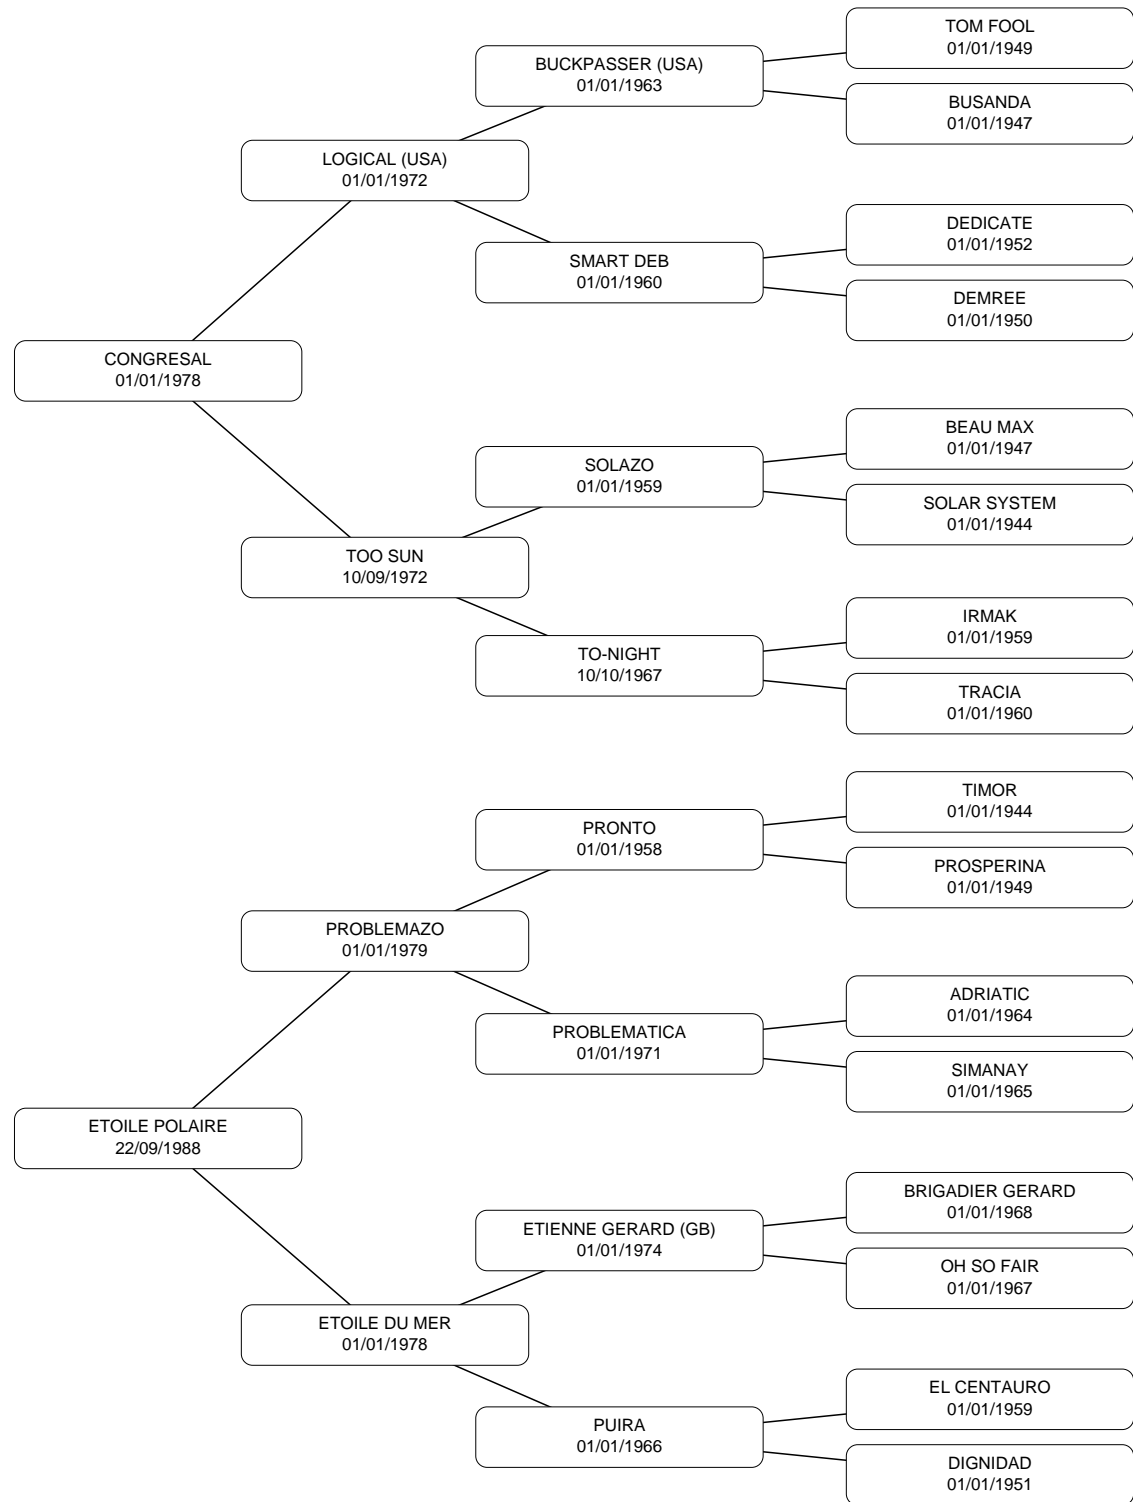 TOM FOOL
01/01/1949
BUCKPASSER (USA)
01/01/1963
BUSANDA
01/01/1947
LOGICAL (USA)
01/01/1972
DEDICATE
01/01/1952
SMART DEB
01/01/1960
DEMREE
01/01/1950
CONGRESAL
01/01/1978
BEAU MAX
01/01/1947
SOLAZO
01/01/1959
SOLAR SYSTEM
01/01/1944
TOO SUN
10/09/1972
IRMAK
01/01/1959
TO-NIGHT
10/10/1967
TRACIA
01/01/1960
TIMOR
01/01/1944
PRONTO
01/01/1958
PROSPERINA
01/01/1949
PROBLEMAZO
01/01/1979
ADRIATIC
01/01/1964
PROBLEMATICA
01/01/1971
SIMANAY
01/01/1965
ETOILE POLAIRE
22/09/1988
BRIGADIER GERARD
01/01/1968
ETIENNE GERARD (GB)
01/01/1974
OH SO FAIR
01/01/1967
ETOILE DU MER
01/01/1978
EL CENTAURO
01/01/1959
PUIRA
01/01/1966
DIGNIDAD
01/01/1951